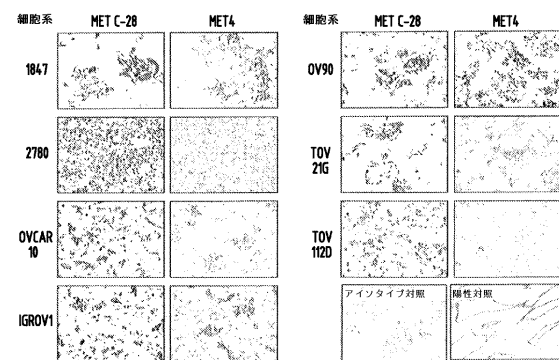 細胞系 MET C-28 MET4
1847
2780
OVCAR
10
IGROV1
細胞系 MET C-28 MET4
OV90
TOV
21G
TOV
112D
アイソタイプ対照 陽性対照